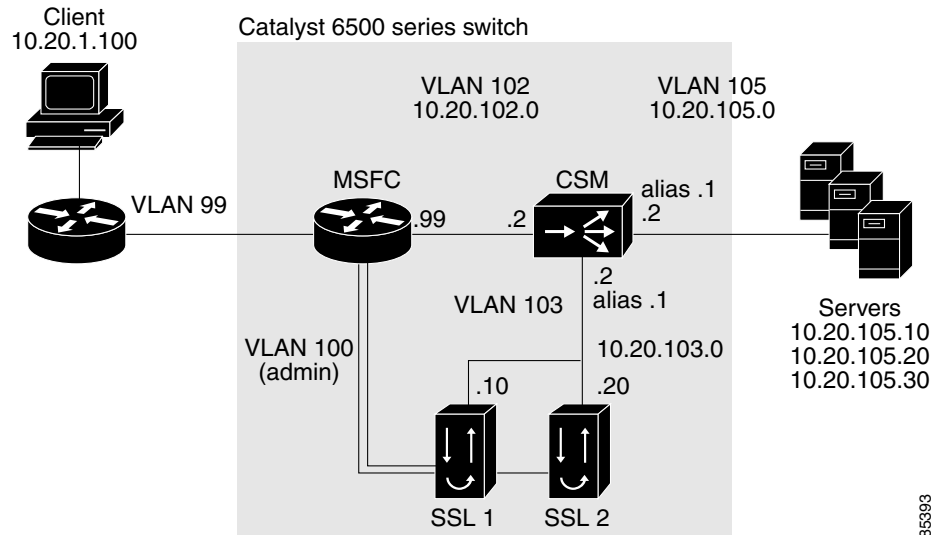 Client
10.20.1.100
Catalyst 6500 series switch
VLAN 102
10.20.102.0
VLAN 105
10.20.105.0
MSFC
CSM
alias .1
VLAN 99
.99
.2
.2
.2
alias .1
VLAN 103
Servers
10.20.105.10
10.20.105.20
10.20.105.30
VLAN 100
(admin)
10.20.103.0
.10
.20
SSL 1
SSL 2
85393